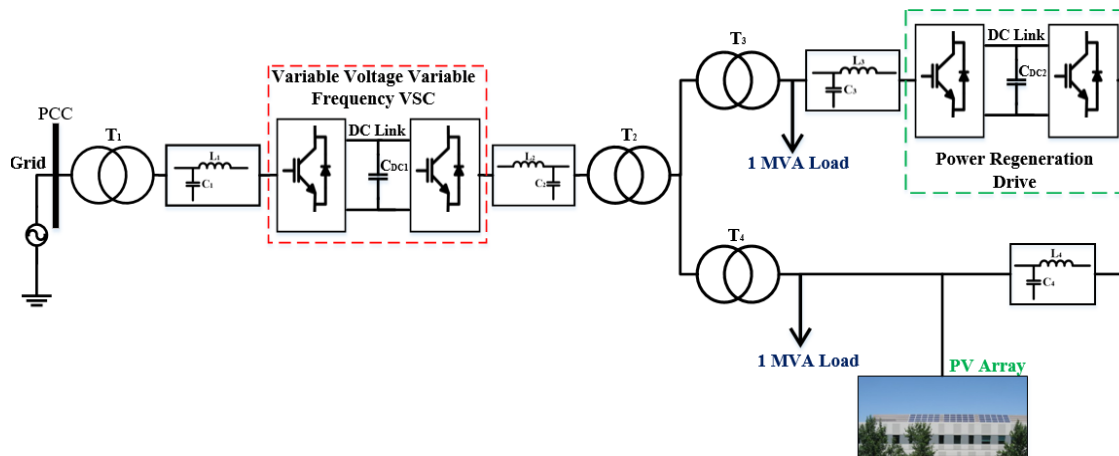 PCC
Grid
T1
L1
C1
Variable Voltage Variable
Frequency VSC
DC Link
CDC1
L2
C2
T2
T3
1 MVA Load
L3
C3
DC Link
CDC2
Power Regeneration
Drive
T4
1 MVA Load
PV Array
L4
C4